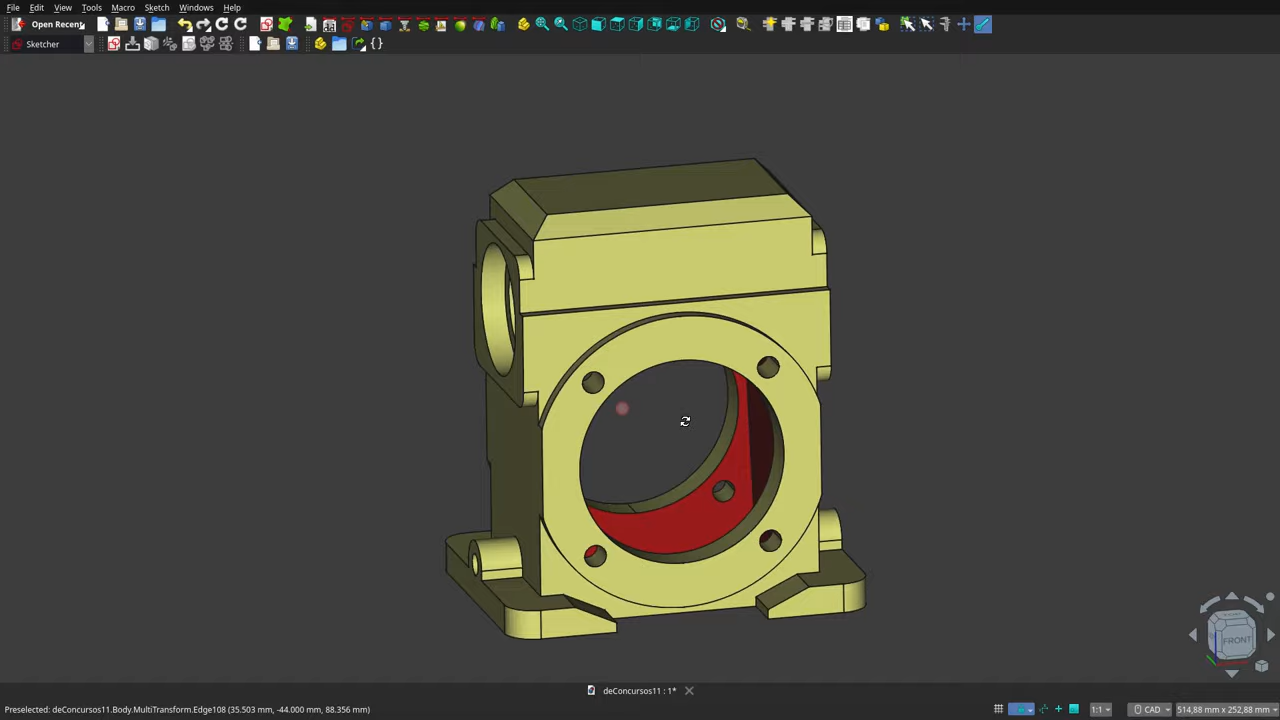 File Edit View Tools Macro Sketch Windows Help
Open Recent
Sketcher
FRONT
deConcursos11 : 1*
Preselected: deConcursos11.Body.MultiTransform.Edge108 (35.503 mm, -44.000 mm, 88.356 mm)
1:1 CAD 514,88 mm x 252,88 mm